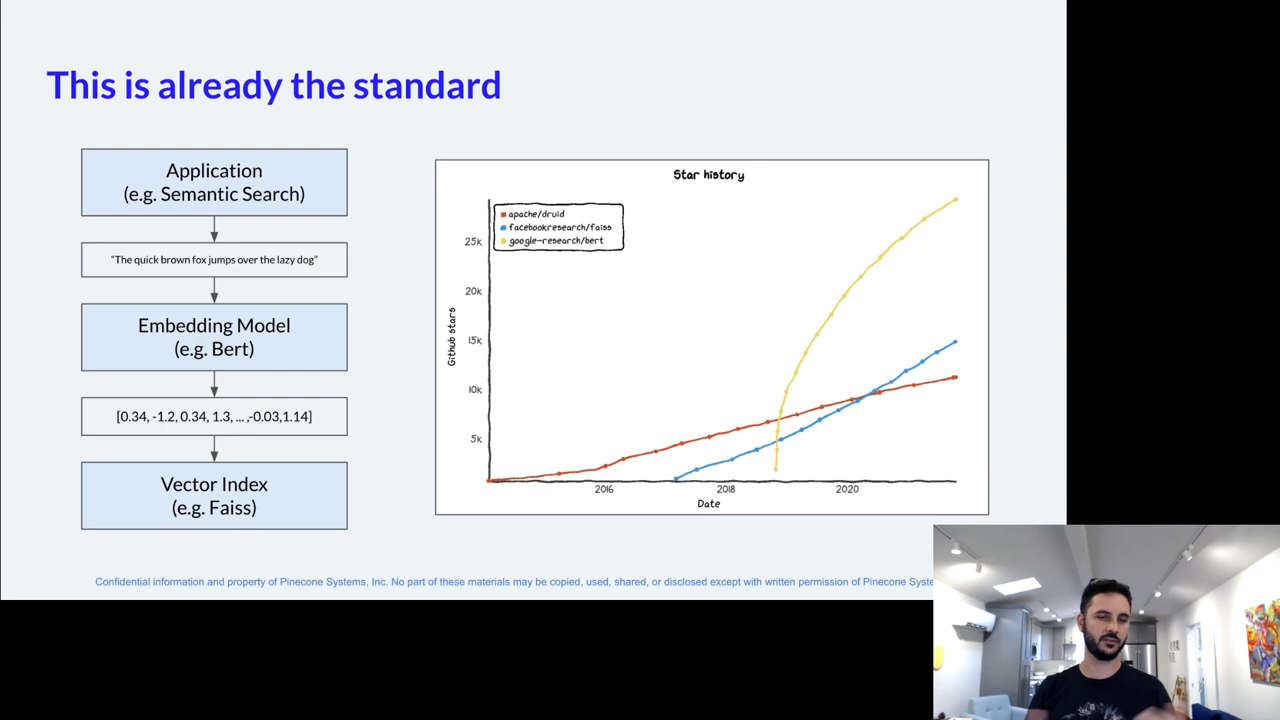 This is already the standard
Application
(e.g. Semantic Search)
“The quick brown fox jumps over the lazy dog”
Embedding Model
(e.g. Bert)
[0.34, -1.2, 0.34, 1.3, ... ,-0.03,1.14]
Vector Index
(e.g. Faiss)
Star history
apache/druid
facebookresearch/faiss
google-research/bert
25k
20k
15k
10k
5k
Github stars
2016 2018 2020
Date
Confidential information and property of Pinecone Systems, Inc. No part of these materials may be copied, used, shared, or disclosed except with written permission of Pinecone